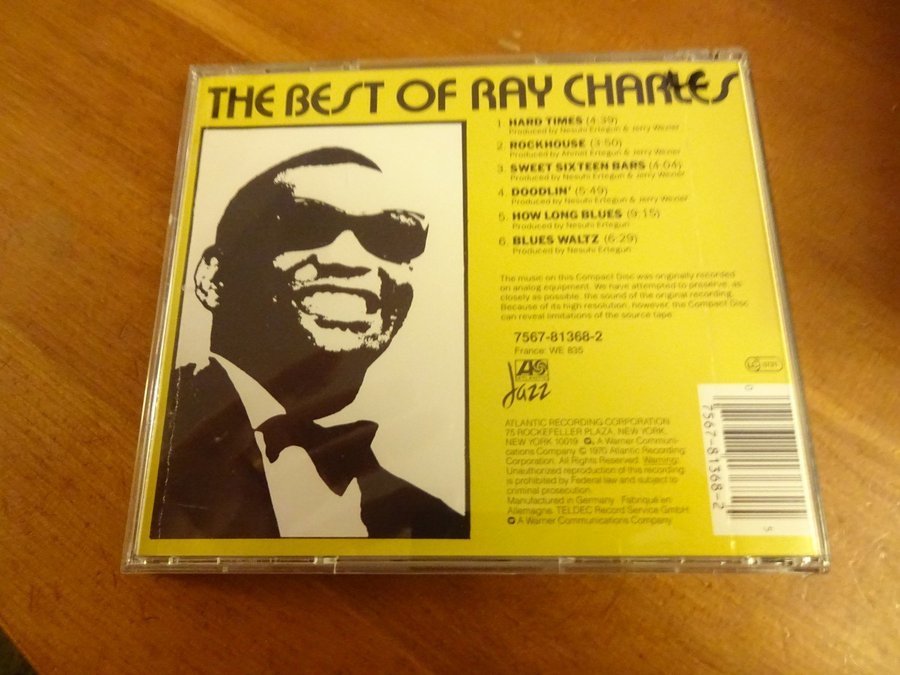 THE BEST OF RAY CHARLES
1. HARD TIMES (4:39)
Produced by Nesuhi Ertegun & Jerry Wexler
2. ROCKHOUSE (3:50)
Produced by Ahmet Ertegun & Jerry Wexler
3. SWEET SIXTEEN BARS (4:04)
Produced by Nesuhi Ertegun & Jerry Wexler
4. DOODLIN' (5:49)
Produced by Nesuhi Ertegun & Jerry Wexler
5. HOW LONG BLUES (9:15)
Produced by Nesuhi Ertegun
6. BLUES WALTZ (6:29)
Produced by Nesuhi Ertegun
The music on this Compact Disc was originally recorded
on analog equipment. We have attempted to preserve, as
closely as possible, the sound of the original recording.
Because of its high resolution, however, the Compact Disc
can reveal limitations of the source tape.
7567-81368-2
France: WE 835
ATLANTIC
Jazz
ATLANTIC RECORDING CORPORATION
75 ROCKEFELLER PLAZA, NEW YORK,
NEW YORK 10019 Ⓟ A Warner Communi-
cations Company © 1970 Atlantic Recording
Corporation. All Rights Reserved. Warning:
Unauthorized reproduction of this recording
is prohibited by Federal law and subject to
criminal prosecution.
Manufactured in Germany Fabriqué en
Allemagne. TELDEC Record Service GmbH
A Warner Communications Company
0 7567-81368-2 5